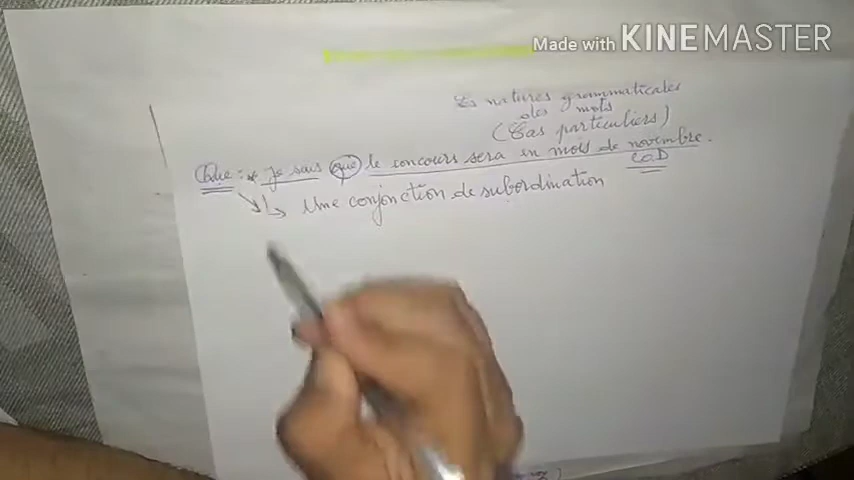 Made with KINEMASTER
Les natures grammaticales
des mots
(Cas particuliers)
Que : * Je sais que le concours sera en mois de novembre.
C.O.D
Une conjonction de subordination